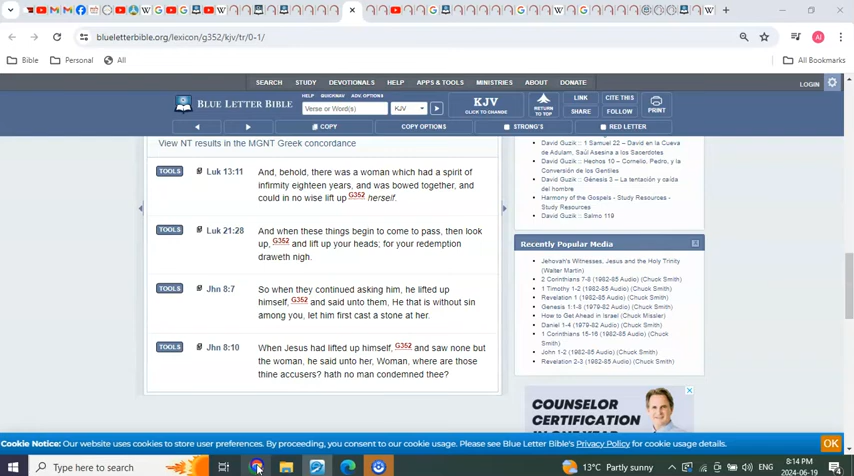 blueletterbible.org/lexicon/g352/kjv/tr/0-1/
Bible
Personal
All
All Bookmarks
SEARCH STUDY DEVOTIONALS HELP APPS & TOOLS MINISTRIES ABOUT DONATE
LOGIN
BLUE LETTER BIBLE
HELP QUICKNAV ADV. OPTIONS
Verse or Word(s)
KJV
KJV
CLICK TO CHANGE
RETURN
TO TOP
LINK
SHARE
CITE THIS
FOLLOW
PRINT
COPY
COPY OPTIONS
STRONG'S
RED LETTER
View NT results in the MGNT Greek concordance
TOOLS
Luk 13:11
And, behold, there was a woman which had a spirit of
infirmity eighteen years, and was bowed together, and
could in no wise lift up G352 herself.
TOOLS
Luk 21:28
And when these things begin to come to pass, then look
up, G352 and lift up your heads; for your redemption
draweth nigh.
TOOLS
Jhn 8:7
So when they continued asking him, he lifted up
himself, G352 and said unto them, He that is without sin
among you, let him first cast a stone at her.
TOOLS
Jhn 8:10
When Jesus had lifted up himself, G352 and saw none but
the woman, he said unto her, Woman, where are those
thine accusers? hath no man condemned thee?
David Guzik :: 1 Samuel 22 – David en la Cueva
de Adulam, Saúl Asesina a los Sacerdotes
David Guzik :: Hechos 10 – Cornelio, Pedro, y la
Conversión de los Gentiles
David Guzik :: Génesis 3 – La tentación y caída
del hombre
Harmony of the Gospels - Study Resources -
Study Resources
David Guzik :: Salmo 119
Recently Popular Media
Jehovah's Witnesses, Jesus and the Holy Trinity
(Walter Martin)
2 Corinthians 7-8 (1982-85 Audio) (Chuck Smith)
1 Timothy 1-2 (1982-85 Audio) (Chuck Smith)
Revelation 1 (1982-85 Audio) (Chuck Smith)
How to Get Ahead in Israel (Chuck Missler)
Daniel 1-4 (1979-82 Audio) (Chuck Smith)
1 Corinthians 15-16 (1982-85 Audio) (Chuck
Smith)
John 1-2 (1982-85 Audio) (Chuck Smith)
Revelation 2-3 (1982-85 Audio) (Chuck Smith)
COUNSELOR
CERTIFICATION
Cookie Notice: Our website uses cookies to store user preferences. By proceeding, you consent to our cookie usage. Please see Blue Letter Bible's Privacy Policy for cookie usage details.
OK
Type here to search
13°C Partly sunny
ENG
8:14 PM
2024-06-19